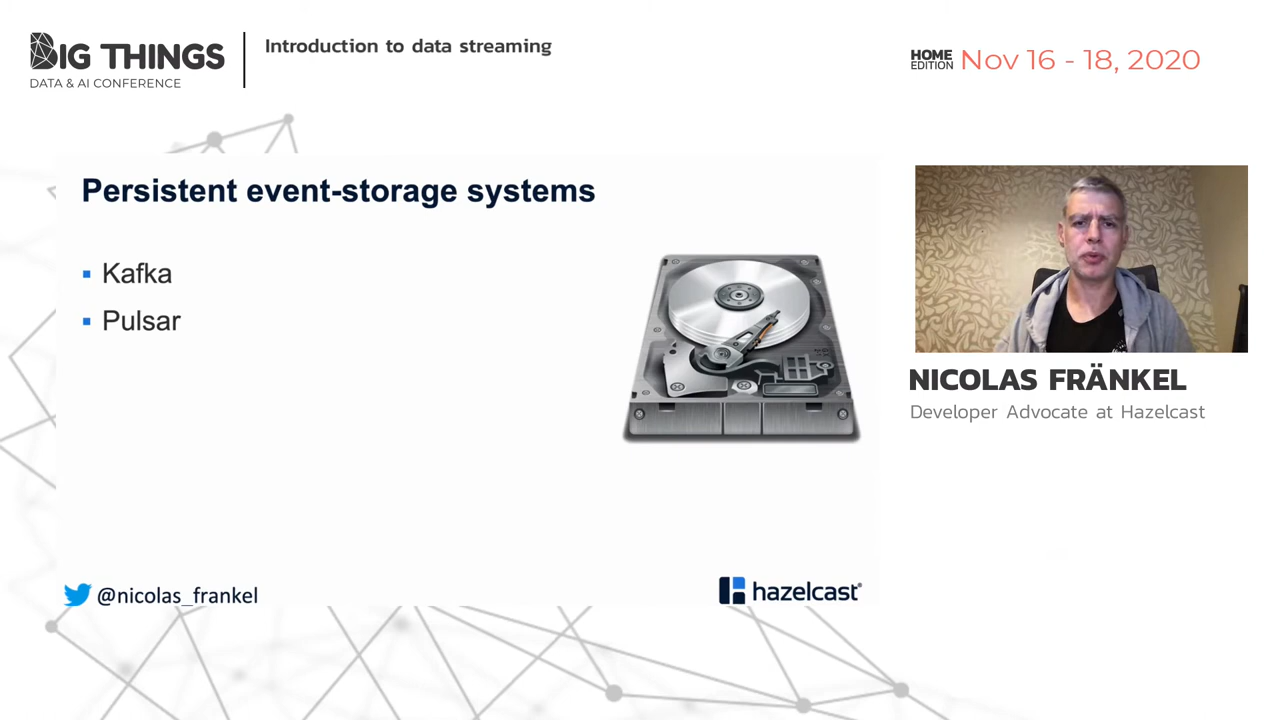 BIG THINGS
DATA & AI CONFERENCE
Introduction to data streaming
HOME
EDITION
Nov 16 - 18, 2020
Persistent event-storage systems
Kafka
Pulsar
NICOLAS FRÄNKEL
Developer Advocate at Hazelcast
@nicolas_frankel
hazelcast